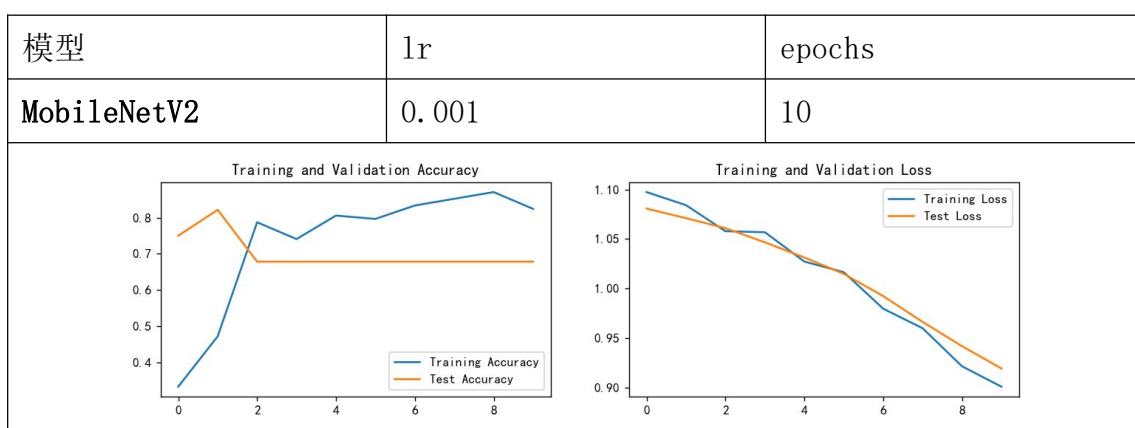 模型 lr epochs
MobileNetV2 0.001 10
Training and Validation Accuracy
0.8
0.7
0.6
0.5
0.4
Training Accuracy
Test Accuracy
0 2 4 6 8
Training and Validation Loss
1.10
1.05
1.00
0.95
0.90
Training Loss
Test Loss
0 2 4 6 8